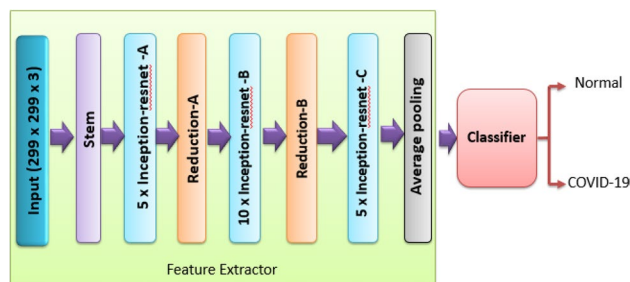 Input (299 x 299 x 3)
Stem
5 x Inception-resnet -A
Reduction-A
10 x Inception-resnet -B
Reduction-B
5 x Inception-resnet -C
Average pooling
Classifier
Normal
COVID-19
Feature Extractor